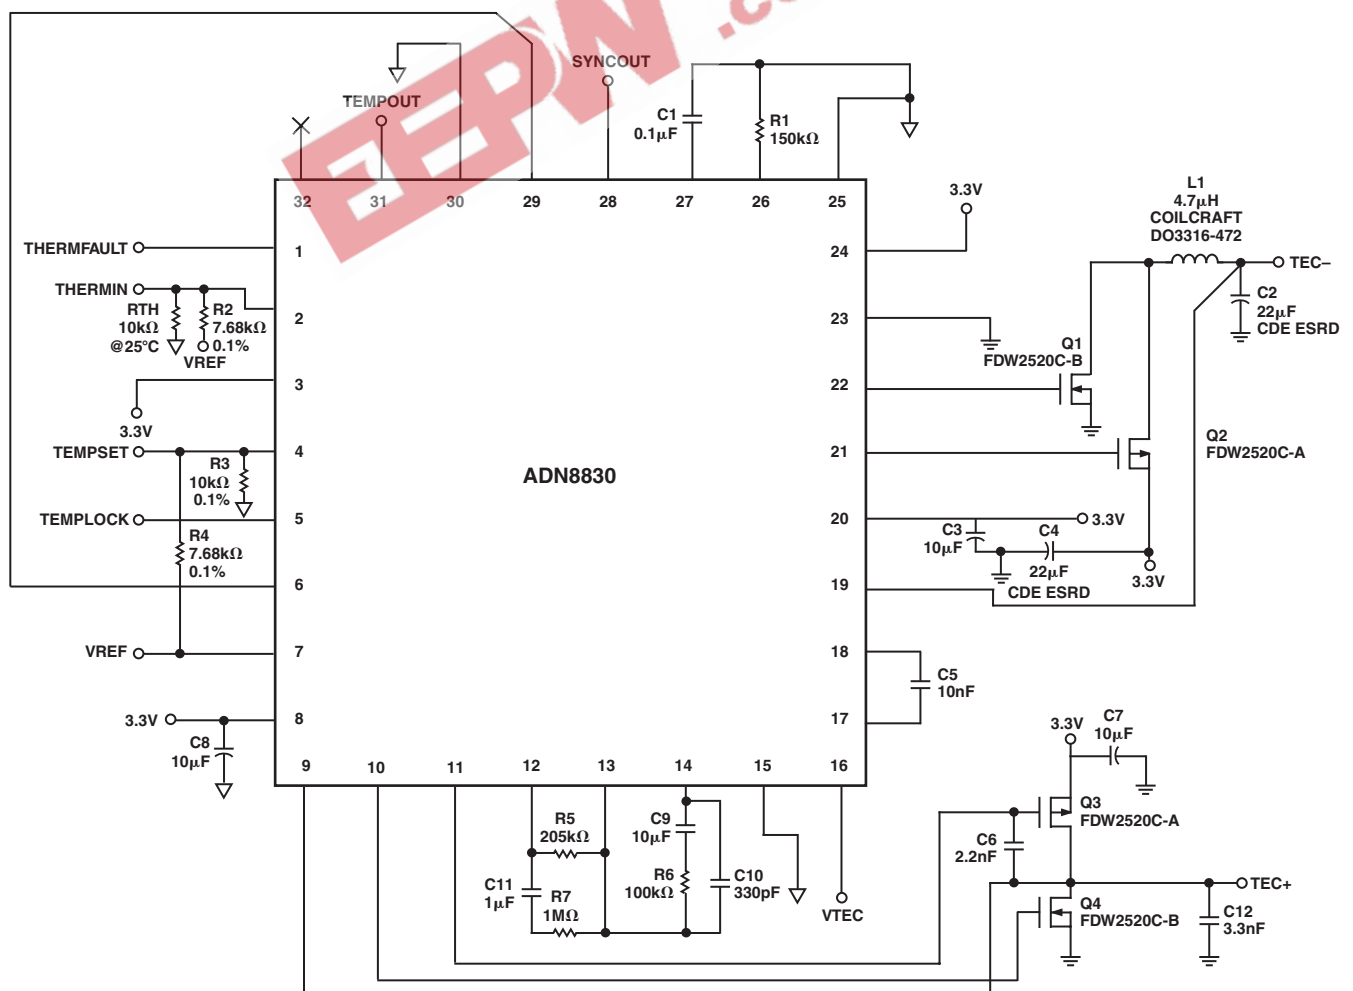 EEPW
.co
SYNCOUT
TEMPOUT
C1
0.1μF
R1
150kΩ
32
31
30
29
28
27
26
25
L1
4.7μH
COILCRAFT
DO3316-472
3.3V
THERMFAULT
1
24
TEC–
THERMIN
RTH
10kΩ
@25°C
R2
7.68kΩ
0.1%
VREF
2
23
C2
22μF
CDE ESRD
Q1
FDW2520C-B
3
22
3.3V
TEMPSET
4
21
Q2
FDW2520C-A
R3
10kΩ
0.1%
ADN8830
TEMPLOCK
5
20
3.3V
C3
10μF
C4
22μF
CDE ESRD
3.3V
R4
7.68kΩ
0.1%
6
19
VREF
7
18
C5
10nF
3.3V
8
17
C8
10μF
9
10
11
12
13
14
15
16
3.3V
C7
10μF
R5
205kΩ
C9
10μF
Q3
FDW2520C-A
C6
2.2nF
C11
1μF
R7
1MΩ
R6
100kΩ
C10
330pF
VTEC
TEC+
Q4
FDW2520C-B
C12
3.3nF